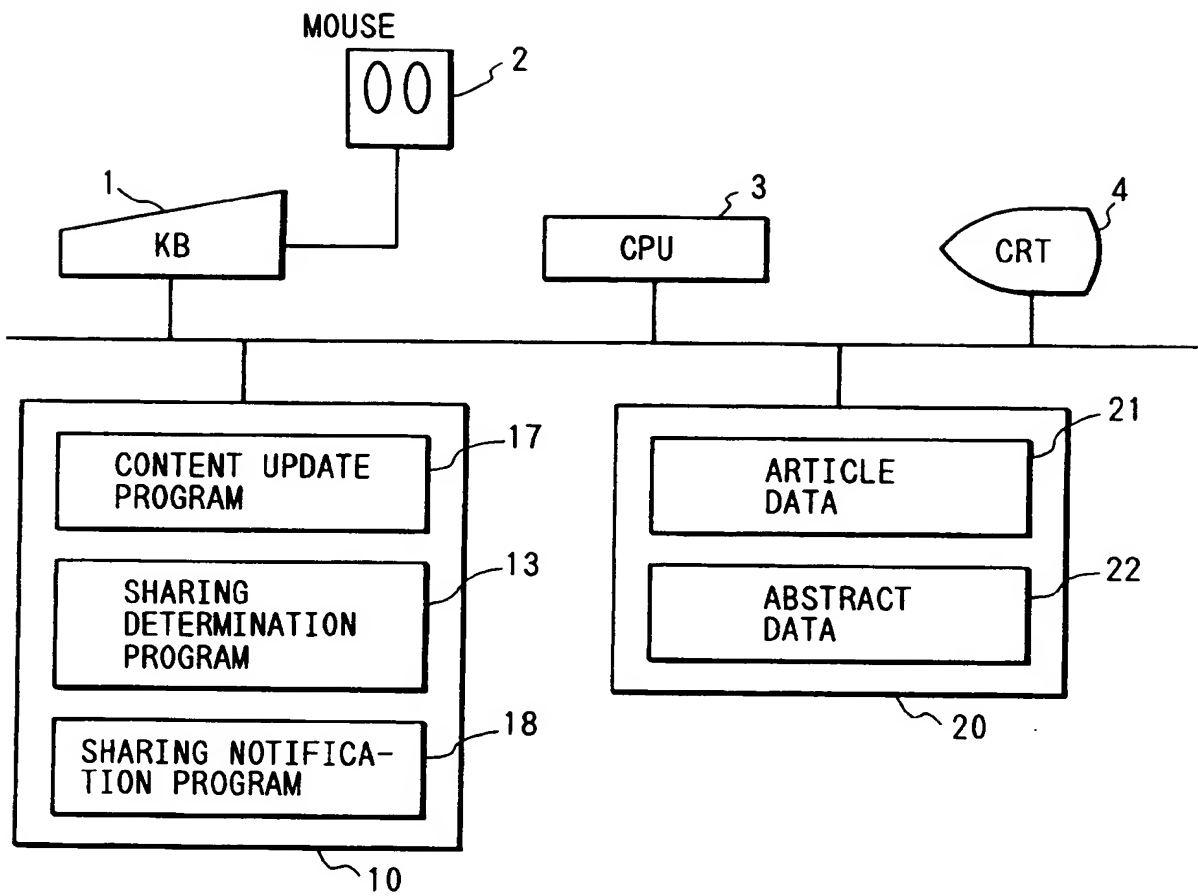 MOUSE
2
1
KB
3
CPU
4
CRT
CONTENT UPDATE
PROGRAM
17
SHARING
DETERMINATION
PROGRAM
13
SHARING NOTIFICA-
TION PROGRAM
18
10
ARTICLE
DATA
21
ABSTRACT
DATA
22
20